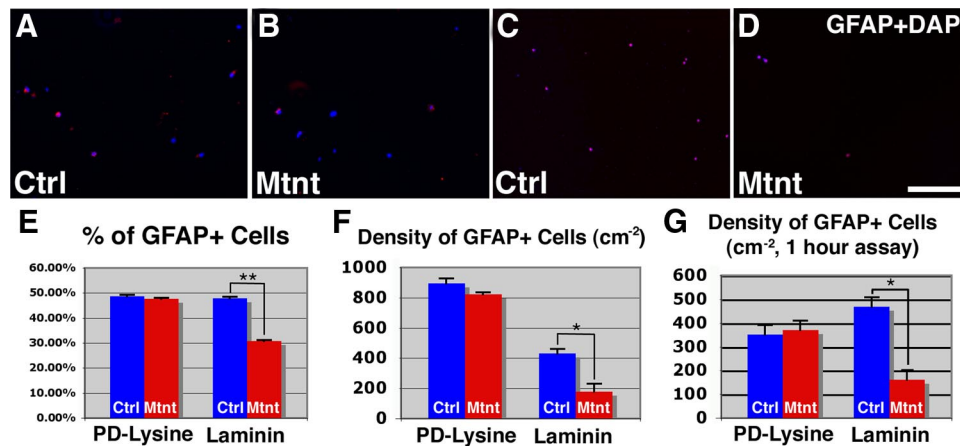 A
B
C
D
GFAP+DAP
Ctrl
Mtnt
Ctrl
Mtnt
E
% of GFAP+ Cells
60.00%
50.00%
40.00%
30.00%
20.00%
10.00%
0.00%
**
Ctrl Mtnt
Ctrl Mtnt
PD-Lysine Laminin
F
Density of GFAP+ Cells (cm⁻²)
1000
800
600
400
200
0
*
Ctrl Mtnt
Ctrl Mtnt
PD-Lysine Laminin
G
Density of GFAP+ Cells
(cm⁻², 1 hour assay)
600
500
400
300
200
100
0
*
Ctrl Mtnt
Ctrl Mtnt
PD-Lysine Laminin